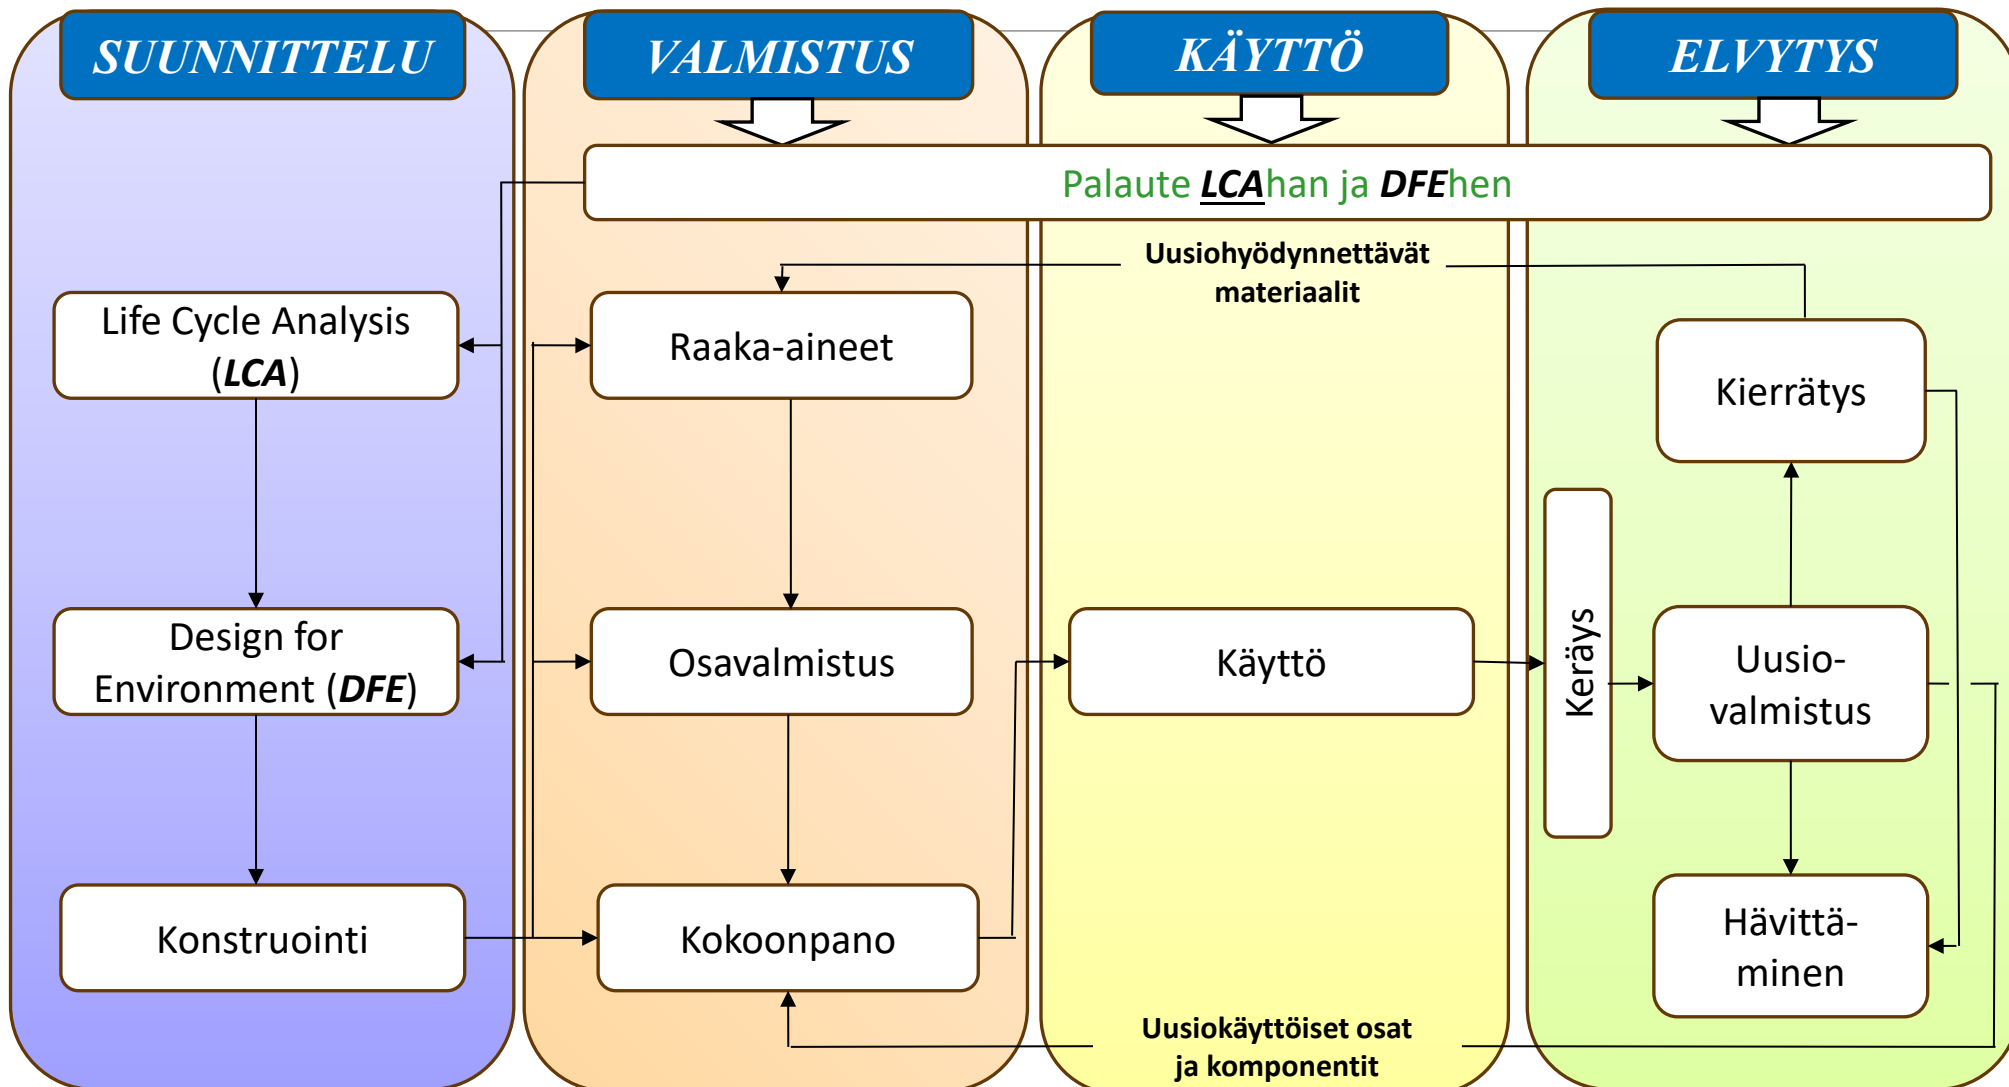 SUUNNITTELU
VALMISTUS
KÄYTTÖ
ELVYTYS
Palaute LCAhan ja DFEhen
Uusiohyödynnettävät
materiaalit
Life Cycle Analysis
(LCA)
Raaka-aineet
Kierrätys
Design for
Environment (DFE)
Osavalmistus
Käyttö
Keräys
Uusio-
valmistus
Konstruointi
Kokoonpano
Hävittä-
minen
Uusiokäyttöiset osat
ja komponentit